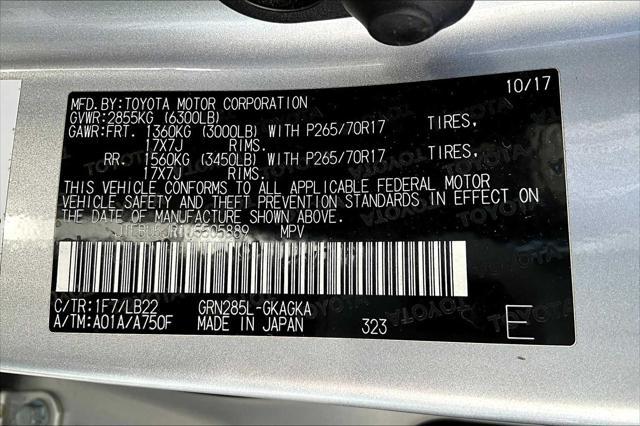 10/17
MFD.BY:TOYOTA MOTOR CORPORATION
GVWR:2855KG (6300LB)
GAWR:FRT. 1360KG (3000LB) WITH P265/70R17 TIRES,
17X7J RIMS.
RR. 1560KG (3450LB) WITH P265/70R17 TIRES,
17X7J RIMS.
THIS VEHICLE CONFORMS TO ALL APPLICABLE FEDERAL MOTOR
VEHICLE SAFETY AND THEFT PREVENTION STANDARDS IN EFFECT ON
THE DATE OF MANUFACTURE SHOWN ABOVE.
MPV
C/TR:1F7/LB22 GRN285L-GKAGKA
A/TM:A01A/A750F MADE IN JAPAN 323 E